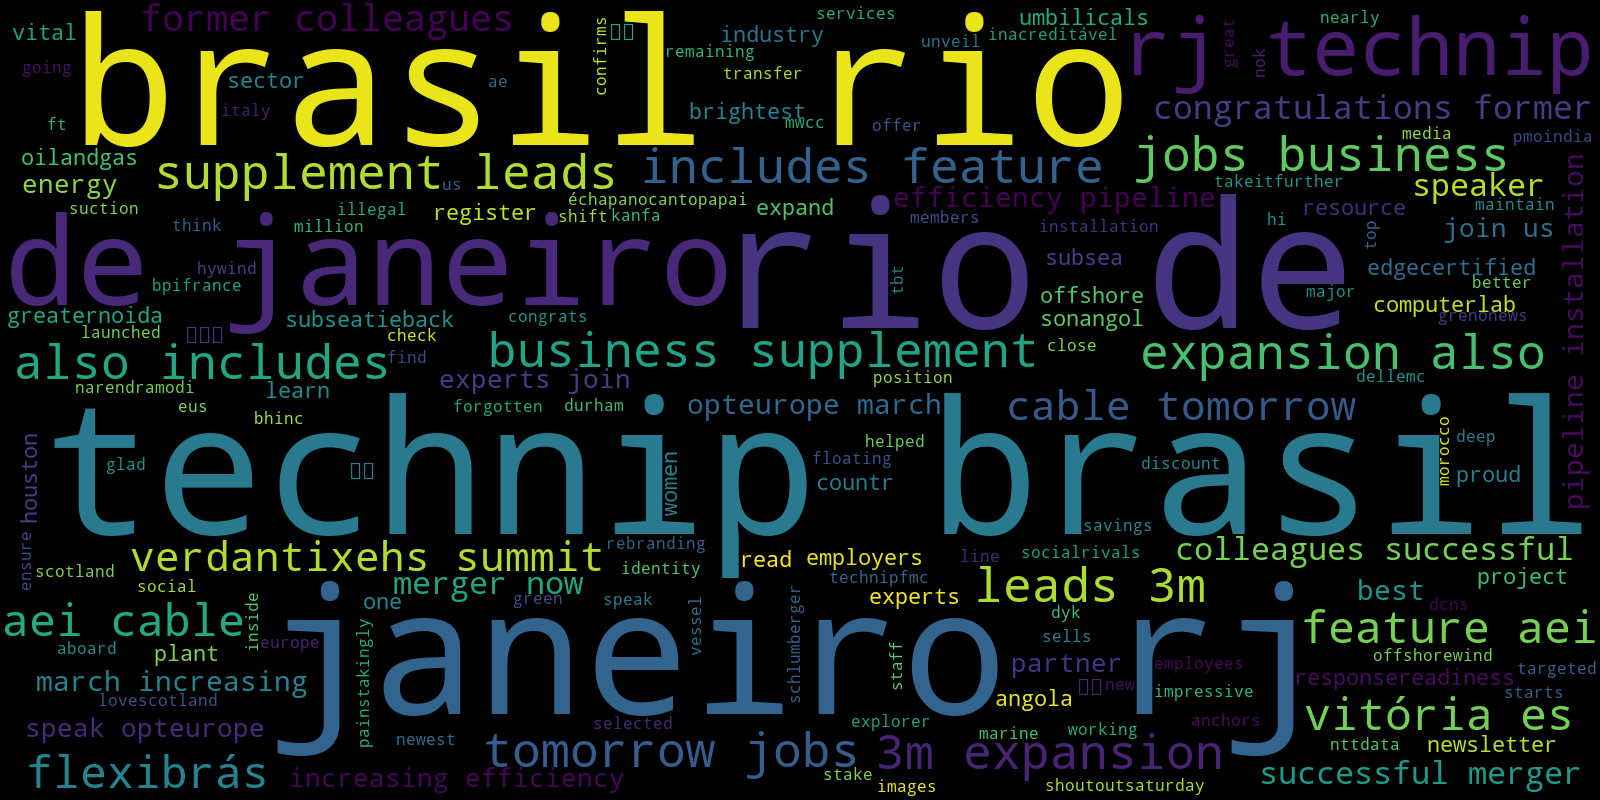 former colleagues
services
umbilicals
nearly
vital
brasil rio
confirms
industry
unveil
inacreditável
rj technip
great
nok
going
sector
ae
remaining
transfer
italy
brightest
mwcc
offer
congratulations former
ft
oilandgas
supplement leads
includes feature
jobs business
media
pmoindia
energy
us
échapanocantopapai
efficiency pipeline
takeitfurther
speaker
suction
illegal
register
shift
kanfa
expand
members
installation
hi
resource
maintain
think
million
de janeiro
rio de
top
join us
pipeline installation
hywind
tbt
subsea
edgecertified
bpifrance
offshore
major
better
computerlab
greaternoida
subseatieback
congrats
sonangol
grenonews
launched
check
also includes
find
business supplement
close
expansion also
narendramodi
learn
experts join
position
dellemc
eus
bhinc
forgotten
durham
opteurope march
cable tomorrow
technip brasil
helped
morocco
deep
glad
women
floating
discount
proud
houston
countr
ensure
savings
verdantixehs summit
rebranding
read
employers
line
socialrivals
colleagues successful
scotland
identity
technipfmc
project
social
merger now
experts
leads 3m
best
inside
one
green
speak
vessel
schlumberger
dyk
dcns
aei cable
painstakingly
janeiro rj
sells
feature aei
aboard
europe
plant
staff
partner
employees
offshorewind
targeted
march increasing
new
impressive
responsereadiness
starts
lovescotland
angola
speak opteurope
selected
explorer
marine
working
anchors
vitória es
newest
tomorrow jobs
3m expansion
nttdata
newsletter
flexibrás
increasing efficiency
stake
images
shoutoutsaturday
successful merger